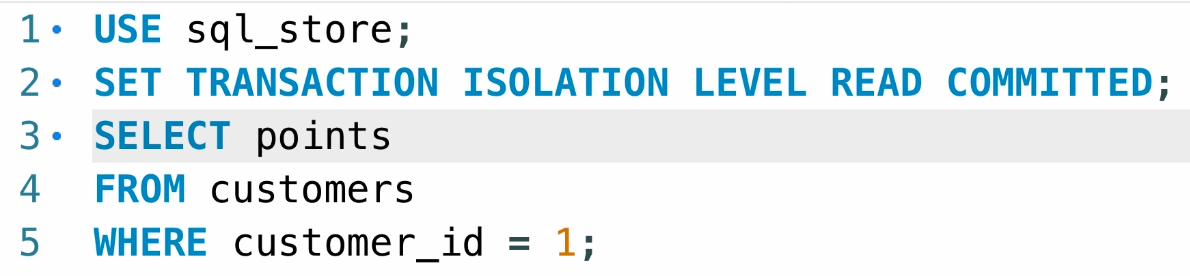 1 USE sql_store;
2 SET TRANSACTION ISOLATION LEVEL READ COMMITTED;
3 SELECT points
4 FROM customers
5 WHERE customer_id = 1;